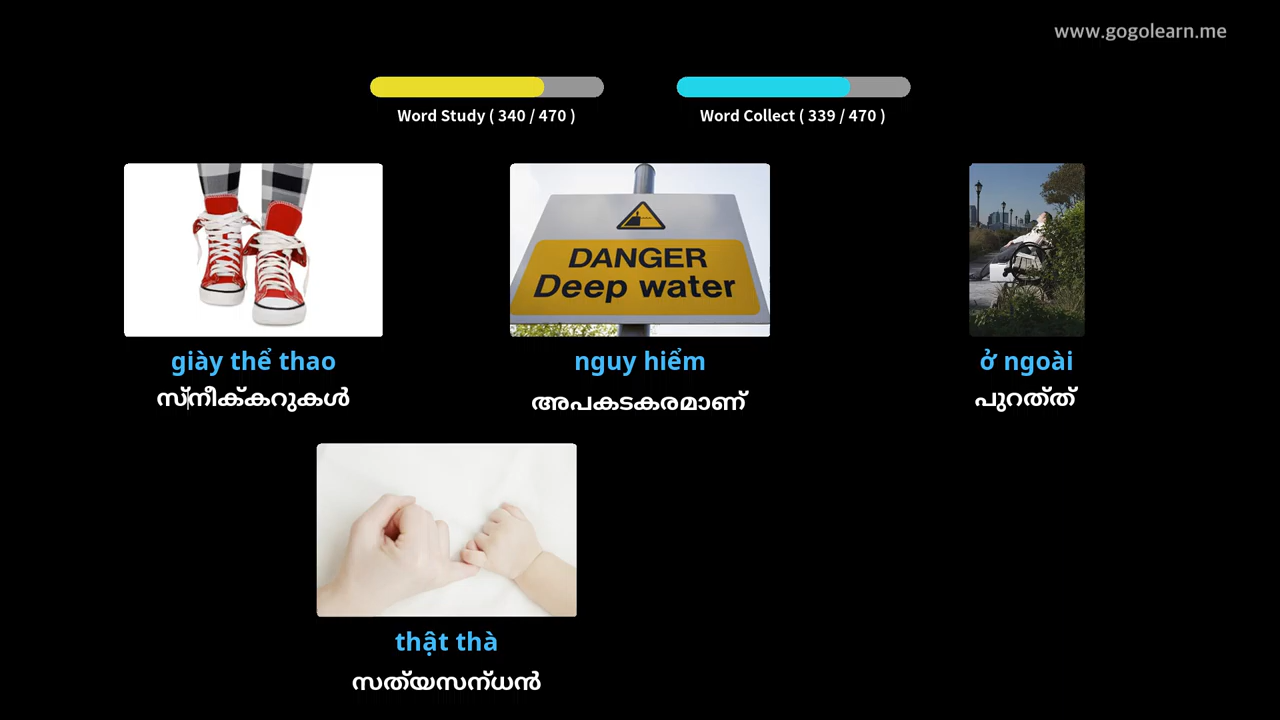 www.gogolearn.me
Word Study ( 340 / 470 )
Word Collect ( 339 / 470 )
DANGER
Deep water
giày thể thao
nguy hiểm
ở ngoài
സ്നീക്കറുകൾ
അപകടകരമാണ്
പുറത്ത്
thật thà
സത്യസന്ധൻ